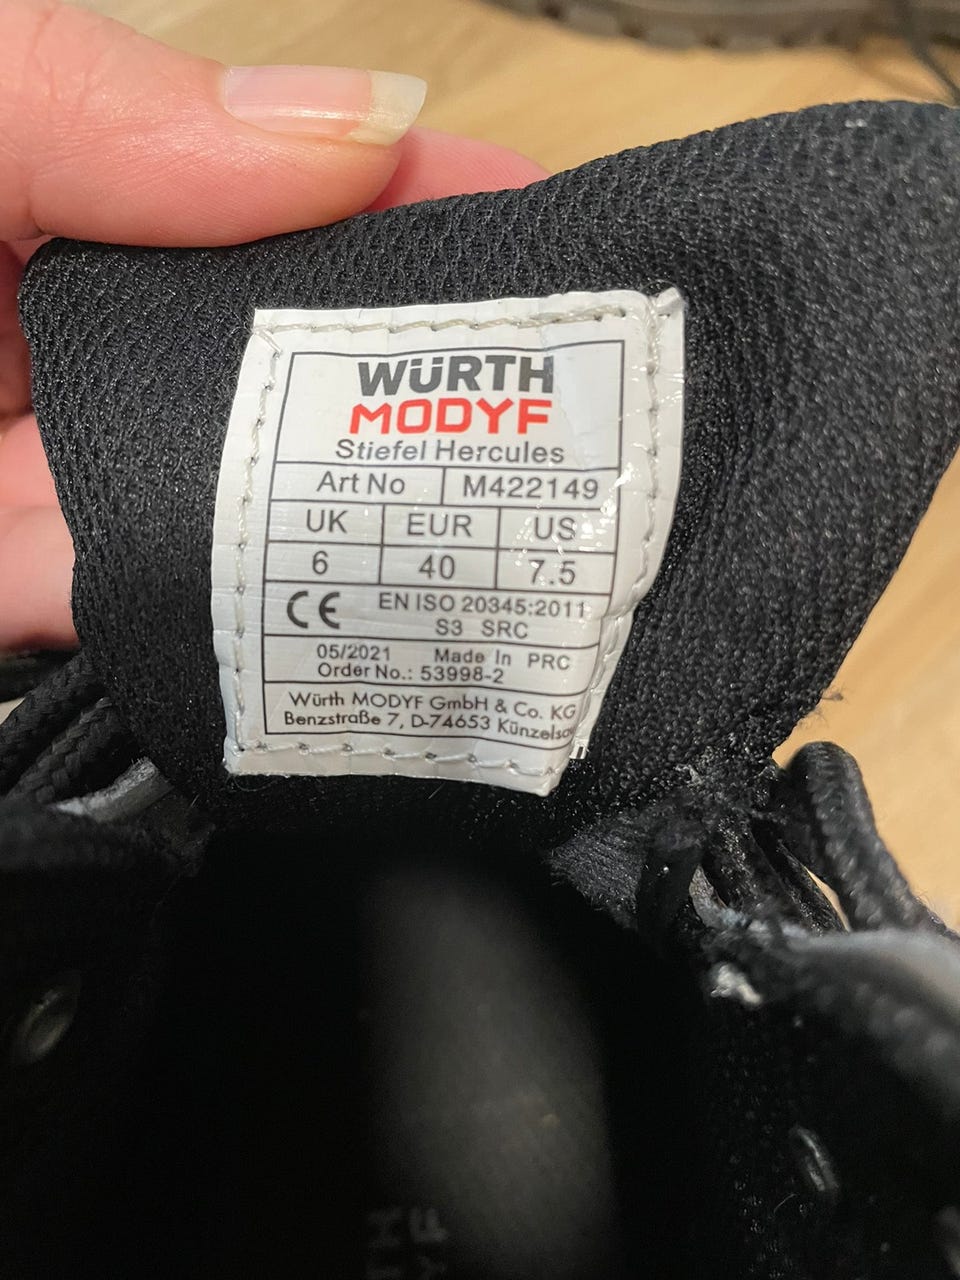 WÜRTH
MODYF
Stiefel Hercules
Art No M422149
UK EUR US
6 40 7.5
CE EN ISO 20345:2011
S3 SRC
05/2021 Made In PRC
Order No.: 53998-2
Würth MODYF GmbH & Co. KG
Benzstraße 7, D-74653